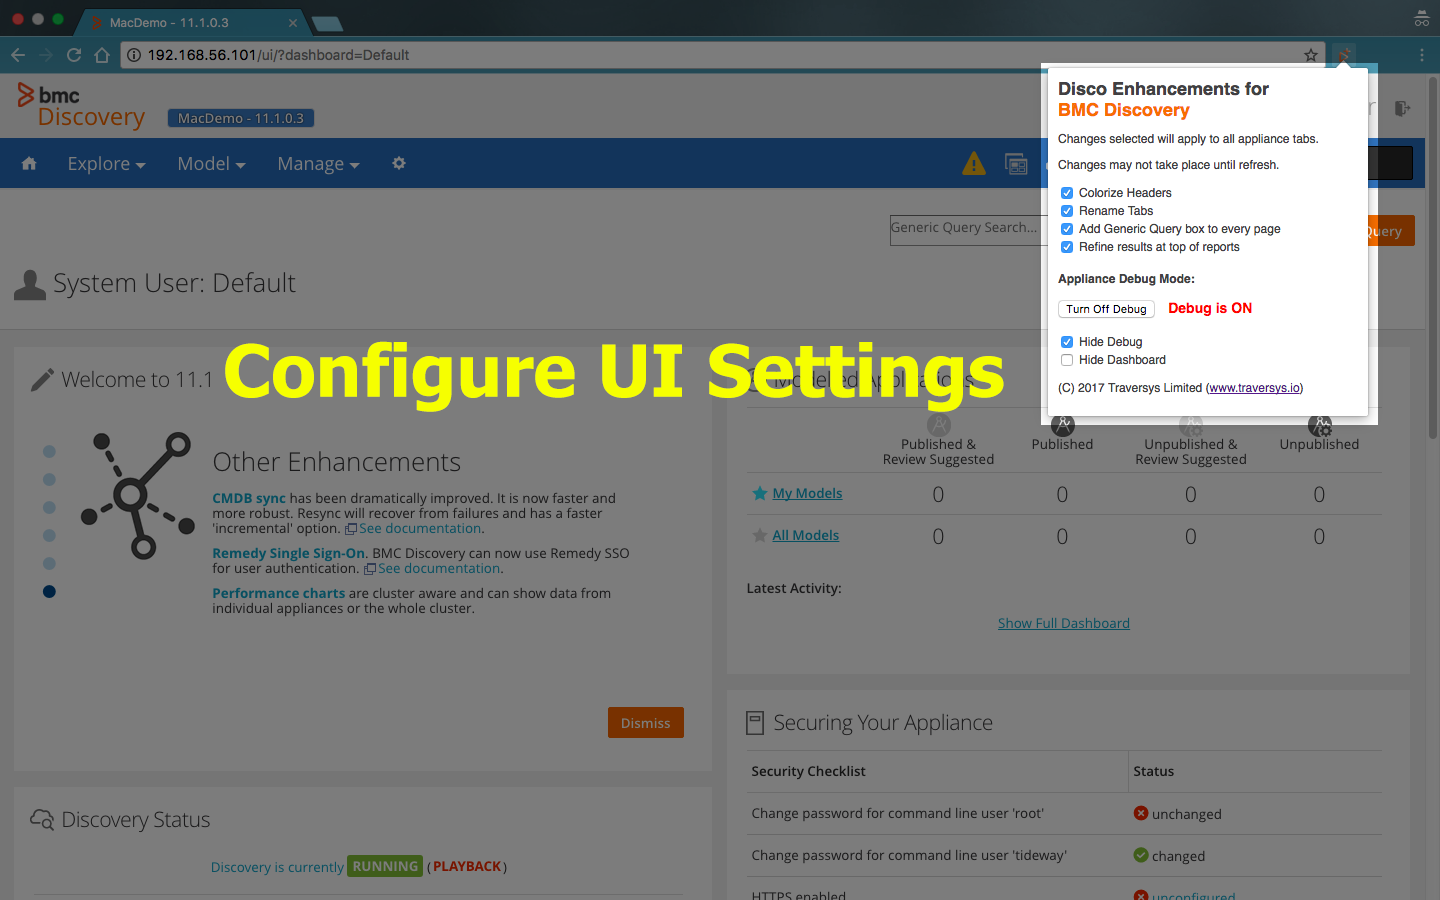 MacDemo - 11.1.0.3
192.168.56.101/ui/?dashboard=Default
bmc
Discovery
MacDemo - 11.1.0.3
Explore
Model
Manage
Generic Query Search...
Query
System User: Default
Disco Enhancements for
BMC Discovery
Changes selected will apply to all appliance tabs.
Changes may not take place until refresh.
Colorize Headers
Rename Tabs
Add Generic Query box to every page
Refine results at top of reports
Appliance Debug Mode:
Turn Off Debug Debug is ON
Hide Debug
Hide Dashboard
(C) 2017 Traversys Limited (www.traversys.io)
Configure UI Settings
Welcome to 11.1
Other Enhancements
CMDB sync has been dramatically improved. It is now faster and
more robust. Resync will recover from failures and has a faster
'incremental' option. See documentation.
Remedy Single Sign-On. BMC Discovery can now use Remedy SSO
for user authentication. See documentation.
Performance charts are cluster aware and can show data from
individual appliances or the whole cluster.
Dismiss
Discovery Status
Discovery is currently RUNNING (PLAYBACK)
Modelled Applications
Published &
Review Suggested
Published
Unpublished &
Review Suggested
Unpublished
My Models 0 0 0 0
All Models 0 0 0 0
Latest Activity:
Show Full Dashboard
Securing Your Appliance
Security Checklist Status
Change password for command line user 'root' unchanged
Change password for command line user 'tideway' changed
HTTPS enabled unconfigured